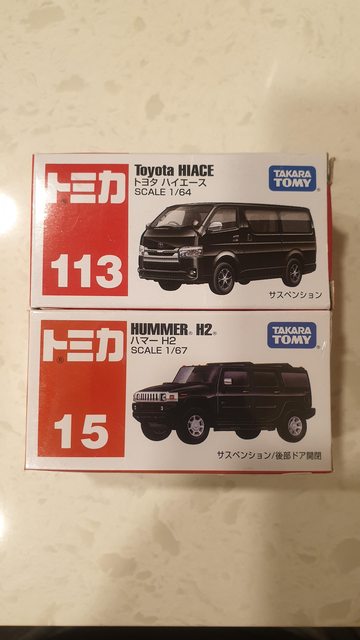 トミカ
113
Toyota HIACE
トヨタ ハイエース
SCALE 1/64
TAKARA
TOMY
サスペンション
トミカ
®
15
HUMMER® H2®
ハマー H2
SCALE 1/67
TAKARA
TOMY
サスペンション/後部ドア開閉